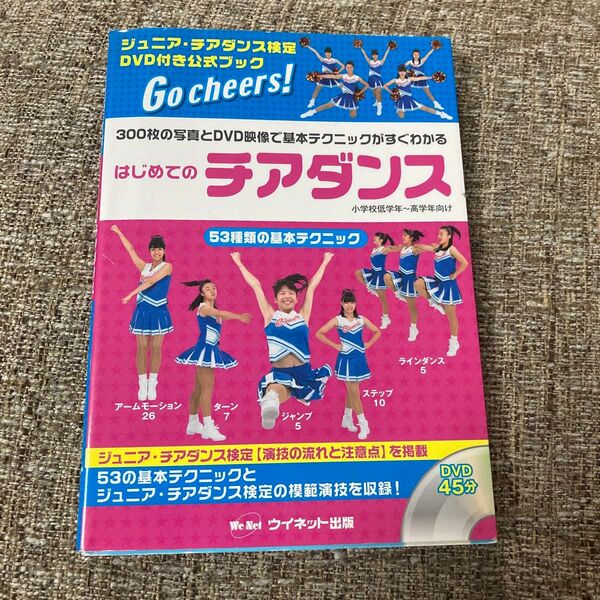 ジュニア・チアダンス検定
DVD付き公式ブック
Go cheers!
300枚の写真とDVD映像で基本テクニックがすぐわかる
はじめての チアダンス
小学校低学年〜高学年向け
53種類の基本テクニック
アームモーション
26
ターン
7
ジャンプ
5
ステップ
10
ラインダンス
5
ジュニア・チアダンス検定【演技の流れと注意点】を掲載
53の基本テクニックと
ジュニア・チアダンス検定の模範演技を収録！
DVD
45分
We Net ウイネット出版